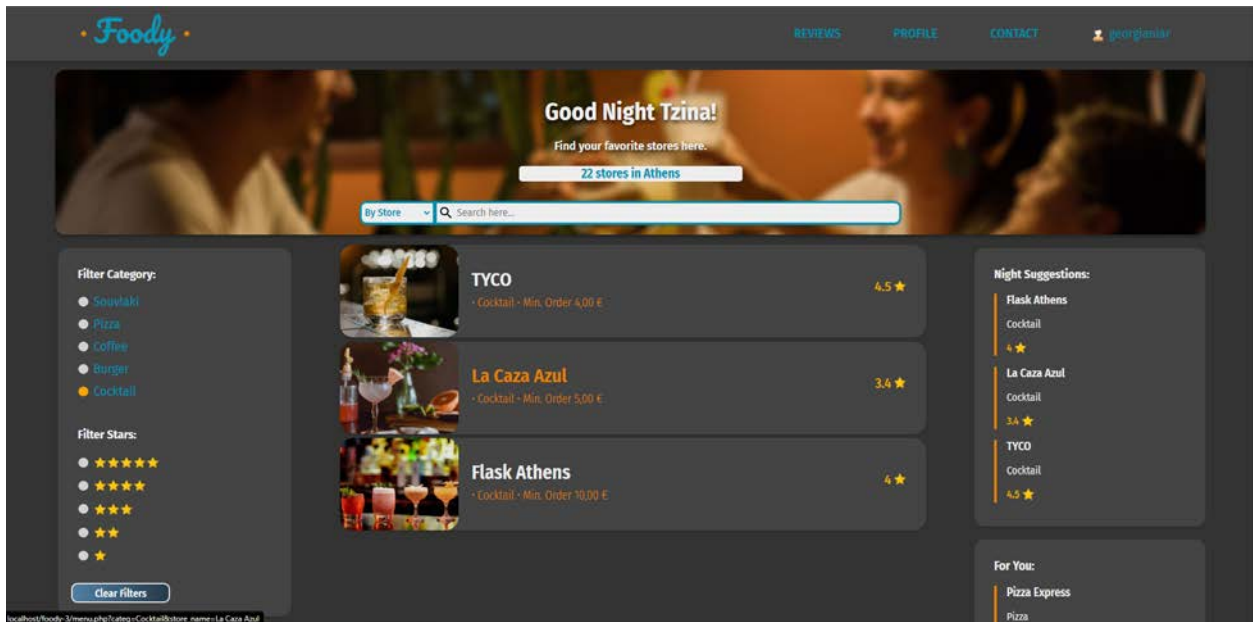 Foody
REVIEWS PROFILE CONTACT georgianiar
Good Night Tzina!
Find your favorite stores here.
22 stores in Athens
By Store Search here...
Filter Category:
Souvlaki
Pizza
Coffee
Burger
Cocktail
Filter Stars:
Clear Filters
TYCO
• Cocktail • Min. Order 4,00 €
4.5
La Caza Azul
• Cocktail • Min. Order 5,00 €
3.4
Flask Athens
• Cocktail • Min. Order 10,00 €
4
Night Suggestions:
Flask Athens
Cocktail
4
La Caza Azul
Cocktail
3.4
TYCO
Cocktail
4.5
For You:
Pizza Express
Pizza
localhost/foody-3/menu.php?categ=Cocktail&store_name=La Caza Azul